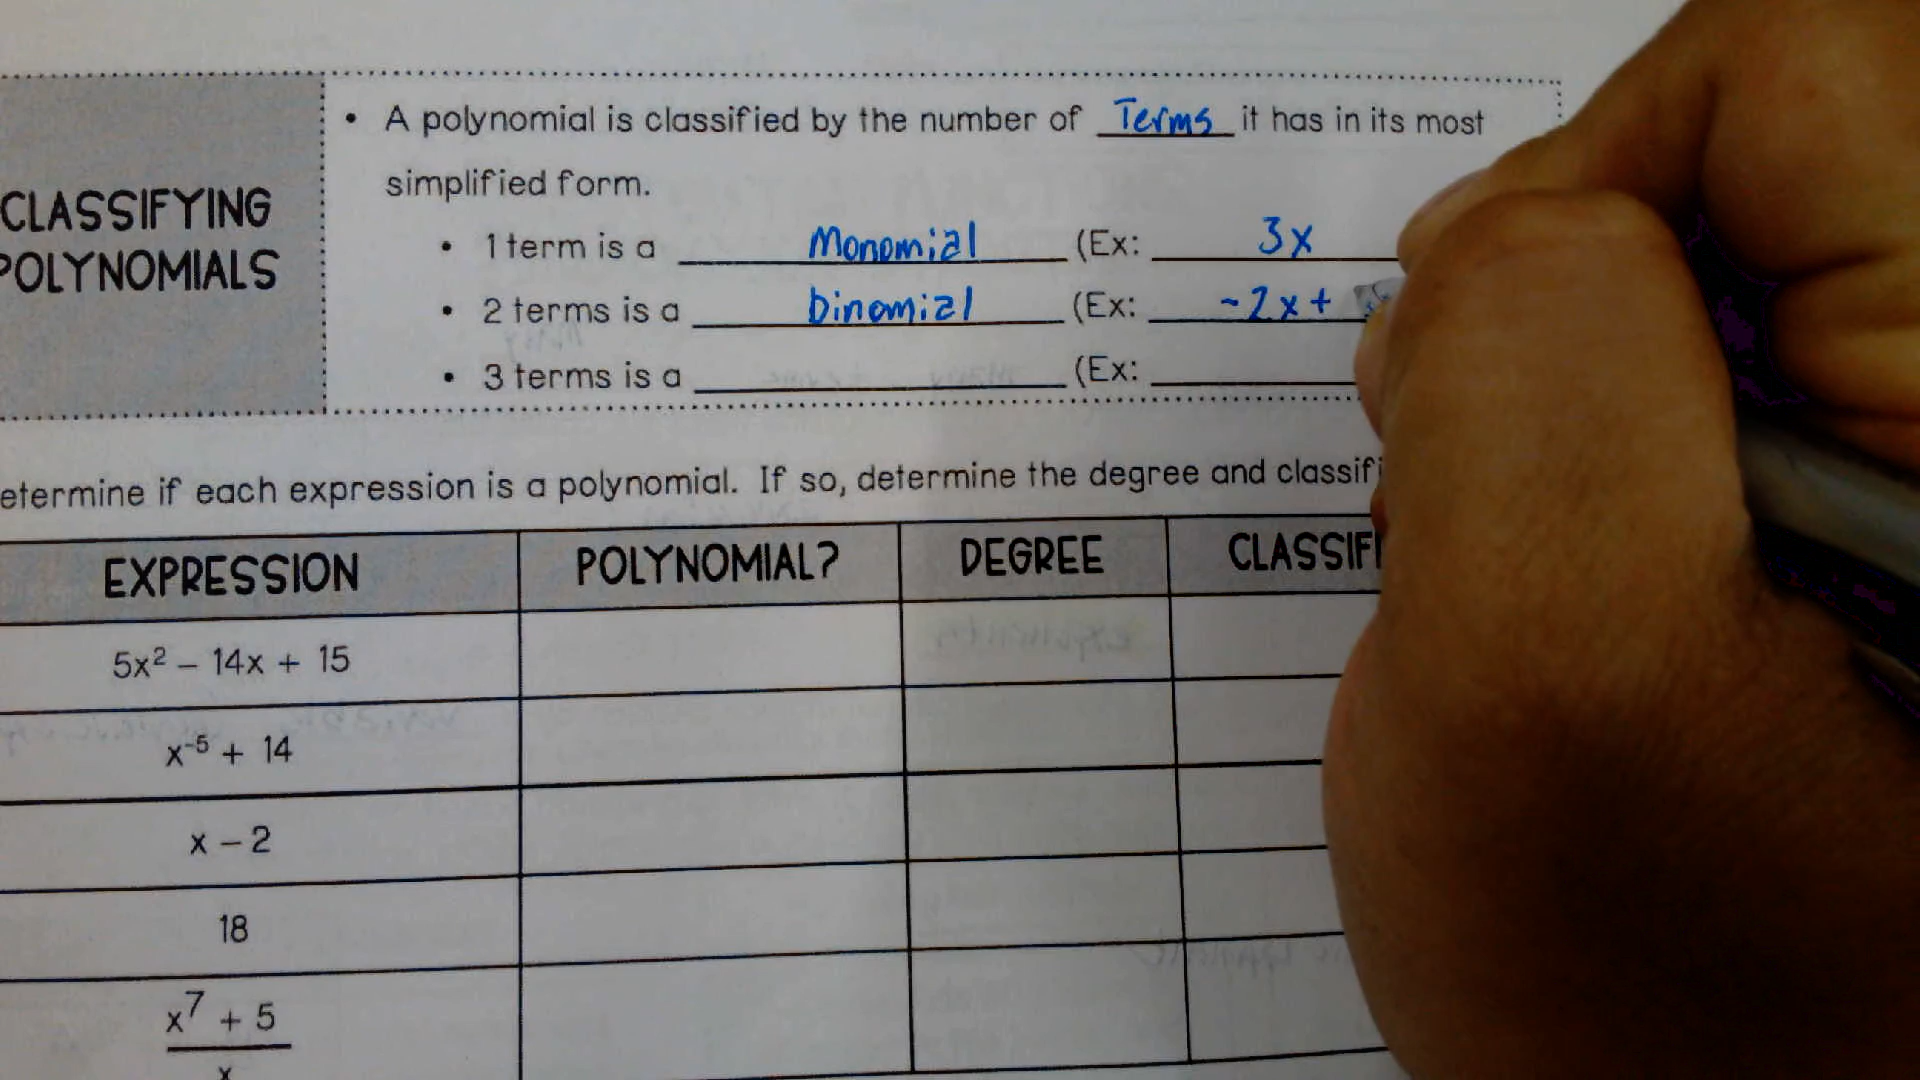 • A polynomial is classified by the number of Terms it has in its most
simplified form.
CLASSIFYING
POLYNOMIALS
• 1 term is a Monomial (Ex: 3x
• 2 terms is a binomial (Ex: -2x+
• 3 terms is a (Ex:
etermine if each expression is a polynomial. If so, determine the degree and classifi
EXPRESSION POLYNOMIAL? DEGREE CLASSIFI
5x² – 14x + 15
x⁻⁵ + 14
x – 2
18
x⁷ + 5
x